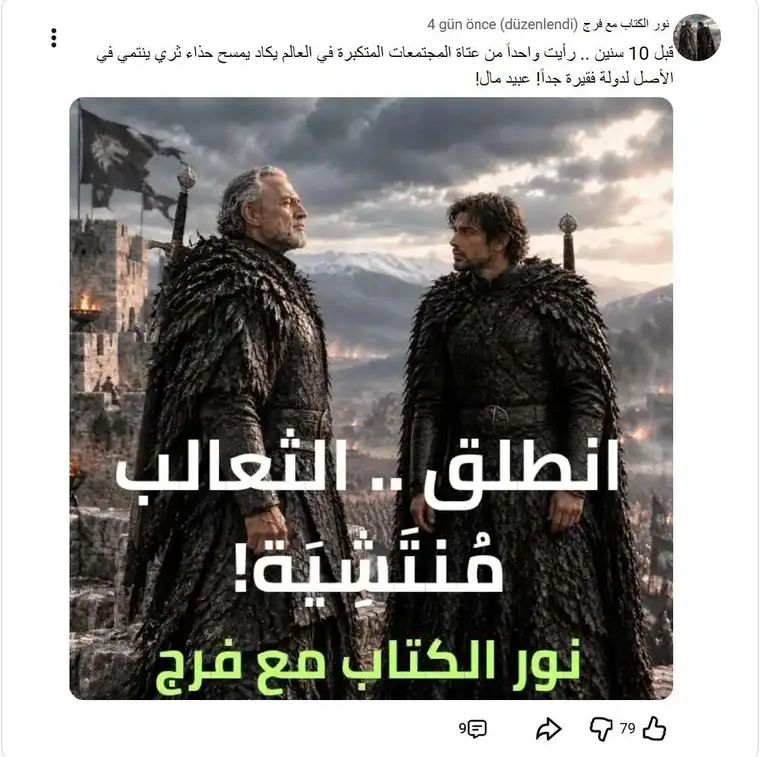 نور الكتاب مع فرج 4 gün önce (düzenlendi)
قبل 10 سنين .. رأيت واحداً من عتاة المجتمعات المتكبرة في العالم يكاد يمسح حذاء ثري ينتمي في
الأصل لدولة فقيرة جداً! عبيد مال!
انطلق .. الثعالب
مُنتَشِيَة!
نور الكتاب مع فرج
79
9